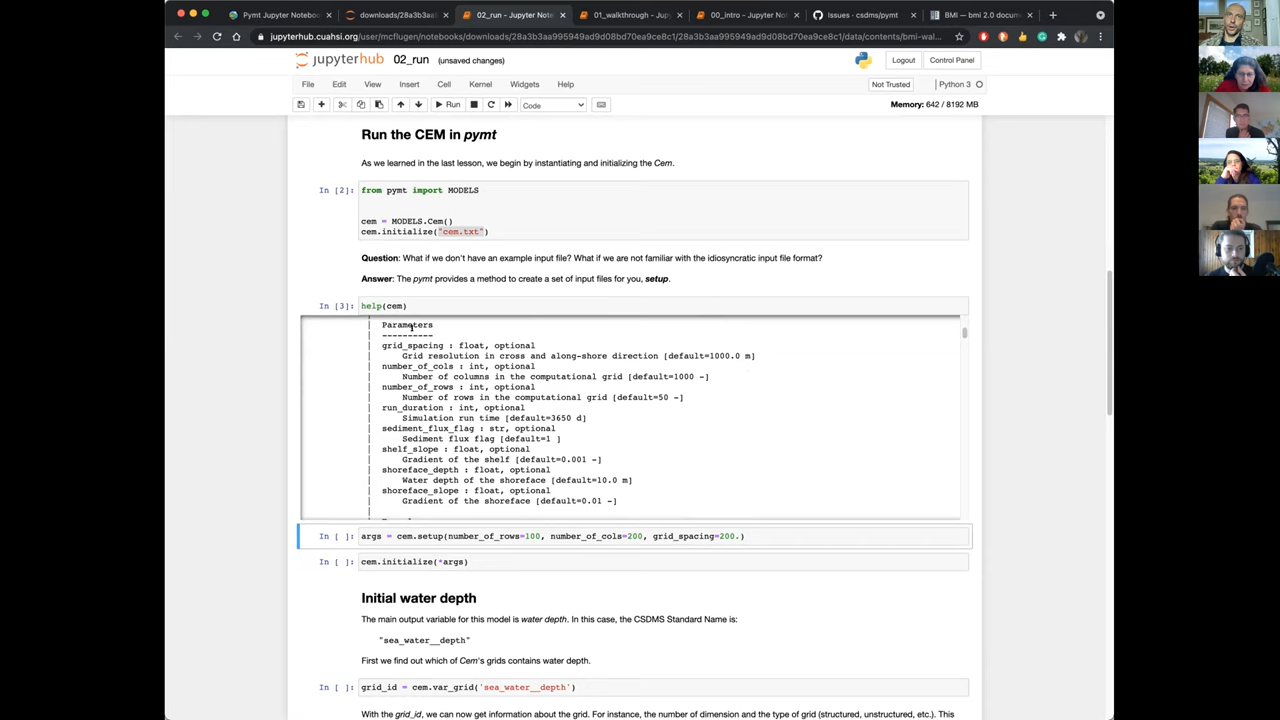 Pymt Jupyter Notebo
downloads/28a3b3aa
02_run - Jupyter Note
01_walkthrough - Jup
00_intro - Jupyter Not
Issues · csdms/pymt
BMI — bmi 2.0 docum
jupyterhub.cuahsi.org/user/mcflugen/notebooks/downloads/28a3b3aa995949ad9d08bd70ea9ce8c1/28a3b3aa995949ad9d08bd70ea9ce8c1/data/contents/bmi-wal...
jupyterhub 02_run (unsaved changes)
Logout
Control Panel
File Edit View Insert Cell Kernel Widgets Help
Not Trusted
Python 3
Run
Code
Memory: 642 / 8192 MB
Run the CEM in pymt
As we learned in the last lesson, we begin by instantiating and initializing the Cem.
In [2]: from pymt import MODELS
cem = MODELS.Cem()
cem.initialize("cem.txt")
Question: What if we don't have an example input file? What if we are not familiar with the idiosyncratic input file format?
Answer: The pymt provides a method to create a set of input files for you, setup.
In [3]: help(cem)
| Parameters
| ----------
| grid_spacing : float, optional
| Grid resolution in cross and along-shore direction [default=1000.0 m]
| number_of_cols : int, optional
| Number of columns in the computational grid [default=1000 -]
| number_of_rows : int, optional
| Number of rows in the computational grid [default=50 -]
| run_duration : int, optional
| Simulation run time [default=3650 d]
| sediment_flux_flag : str, optional
| Sediment flux flag [default=1 ]
| shelf_slope : float, optional
| Gradient of the shelf [default=0.001 -]
| shoreface_depth : float, optional
| Water depth of the shoreface [default=10.0 m]
| shoreface_slope : float, optional
| Gradient of the shoreface [default=0.01 -]
In [ ]: args = cem.setup(number_of_rows=100, number_of_cols=200, grid_spacing=200.)
In [ ]: cem.initialize(*args)
Initial water depth
The main output variable for this model is water depth. In this case, the CSDMS Standard Name is:
"sea_water__depth"
First we find out which of Cem's grids contains water depth.
In [ ]: grid_id = cem.var_grid('sea_water__depth')
With the grid_id, we can now get information about the grid. For instance, the number of dimension and the type of grid (structured, unstructured, etc.). This